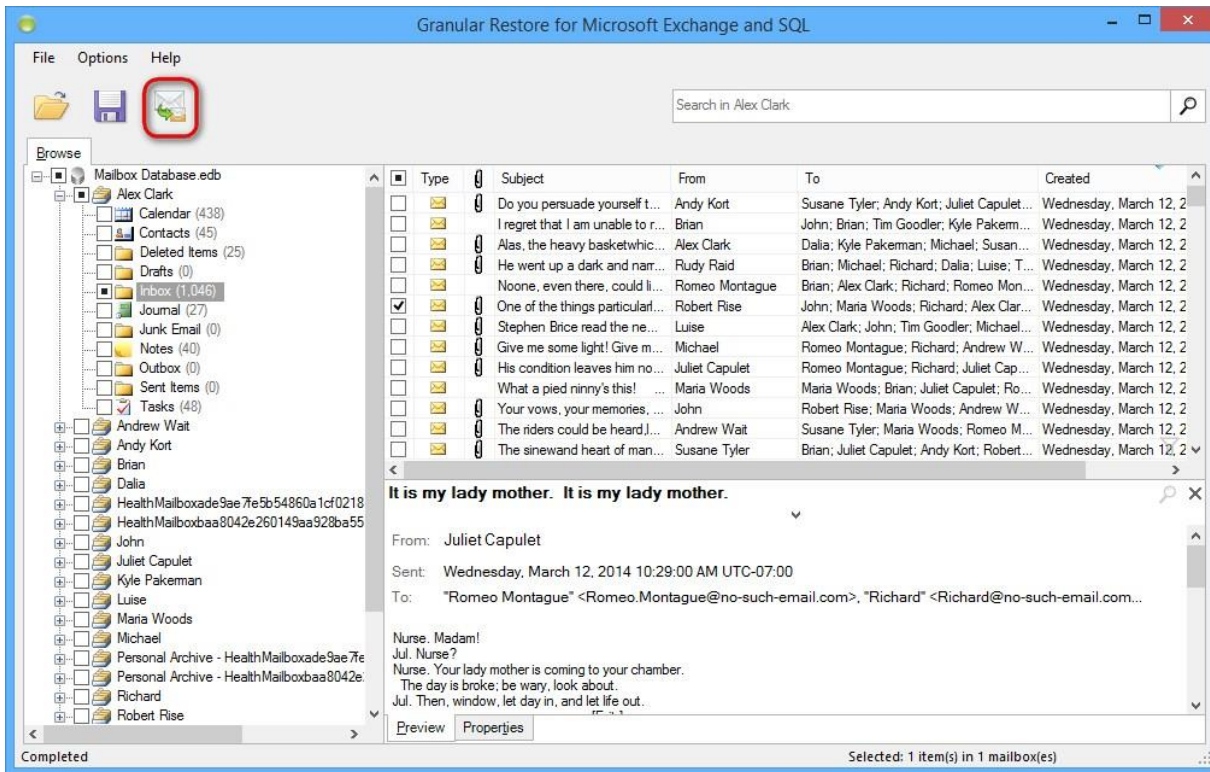 Granular Restore for Microsoft Exchange and SQL
File Options Help
Search in Alex Clark
Browse
Mailbox Database.edb
Alex Clark
Calendar (438)
Contacts (45)
Deleted Items (25)
Drafts (0)
Inbox (1,046)
Journal (27)
Junk Email (0)
Notes (40)
Outbox (0)
Sent Items (0)
Tasks (48)
Andrew Wait
Andy Kort
Brian
Dalia
HealthMailboxade9ae7fe5b54860a1cf0218
HealthMailboxbaa8042e260149aa928ba55
John
Juliet Capulet
Kyle Pakerman
Luise
Maria Woods
Michael
Personal Archive - HealthMailboxade9ae7fe
Personal Archive - HealthMailboxbaa8042e
Richard
Robert Rise
Type Subject From To Created
Do you persuade yourself t... Andy Kort Susane Tyler; Andy Kort; Juliet Capulet... Wednesday, March 12, 2
I regret that I am unable to r... Brian John; Brian; Tim Goodler; Kyle Pakerm... Wednesday, March 12, 2
Alas, the heavy basketwhic... Alex Clark Dalia; Kyle Pakerman; Michael; Susan... Wednesday, March 12, 2
He went up a dark and narr... Rudy Raid Brian; Michael; Richard; Dalia; Luise; T... Wednesday, March 12, 2
Noone, even there, could li... Romeo Montague Brian; Alex Clark; Richard; Romeo Mon... Wednesday, March 12, 2
One of the things particularl... Robert Rise John; Maria Woods; Richard; Alex Clar... Wednesday, March 12, 2
Stephen Brice read the ne... Luise Alex Clark; John; Tim Goodler; Michael... Wednesday, March 12, 2
Give me some light! Give m... Michael Romeo Montague; Richard; Andrew W... Wednesday, March 12, 2
His condition leaves him no... Juliet Capulet Romeo Montague; Richard; Juliet Cap... Wednesday, March 12, 2
What a pied ninny's this! ... Maria Woods Maria Woods; Brian; Juliet Capulet; Ro... Wednesday, March 12, 2
Your vows, your memories, ... John Robert Rise; Maria Woods; Andrew W... Wednesday, March 12, 2
The riders could be heard,l... Andrew Wait Susane Tyler; Maria Woods; Romeo M... Wednesday, March 12, 2
The sinewand heart of man... Susane Tyler Brian; Juliet Capulet; Andy Kort; Robert... Wednesday, March 12, 2
It is my lady mother. It is my lady mother.
From: Juliet Capulet
Sent: Wednesday, March 12, 2014 10:29:00 AM UTC-07:00
To: "Romeo Montague" <Romeo.Montague@no-such-email.com>, "Richard" <Richard@no-such-email.com...
Nurse. Madam!
Jul. Nurse?
Nurse. Your lady mother is coming to your chamber.
The day is broke; be wary, look about.
Jul. Then, window, let day in, and let life out.
Preview Properties
Completed Selected: 1 item(s) in 1 mailbox(es)